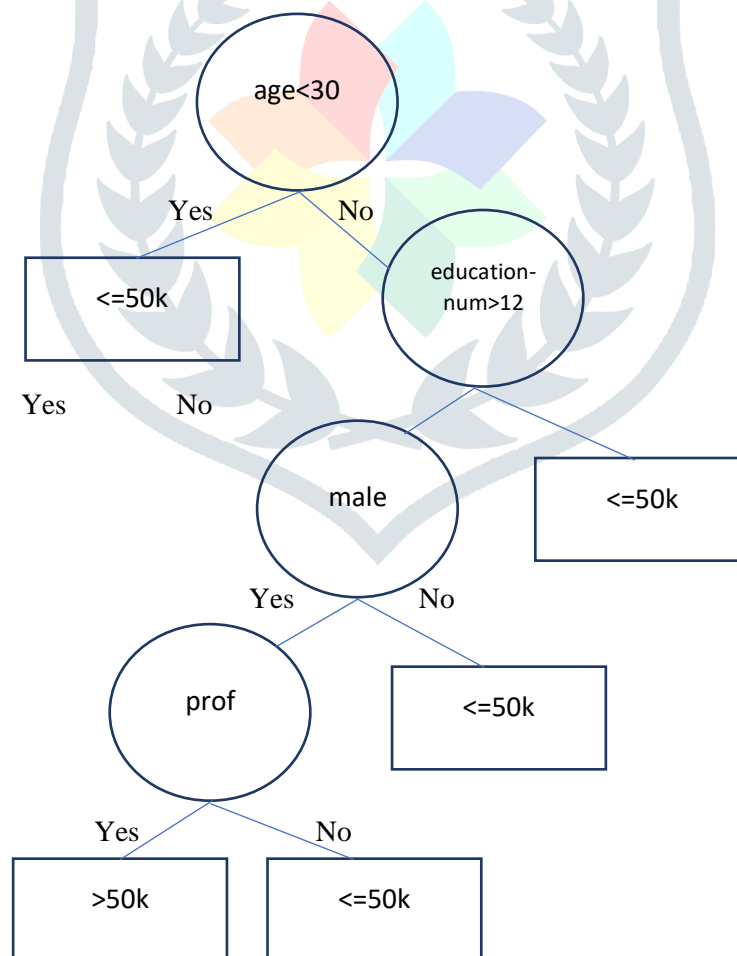 age<30
Yes No
<=50k
education-
num>12
Yes No
male
<=50k
Yes No
prof
<=50k
Yes No
>50k
<=50k